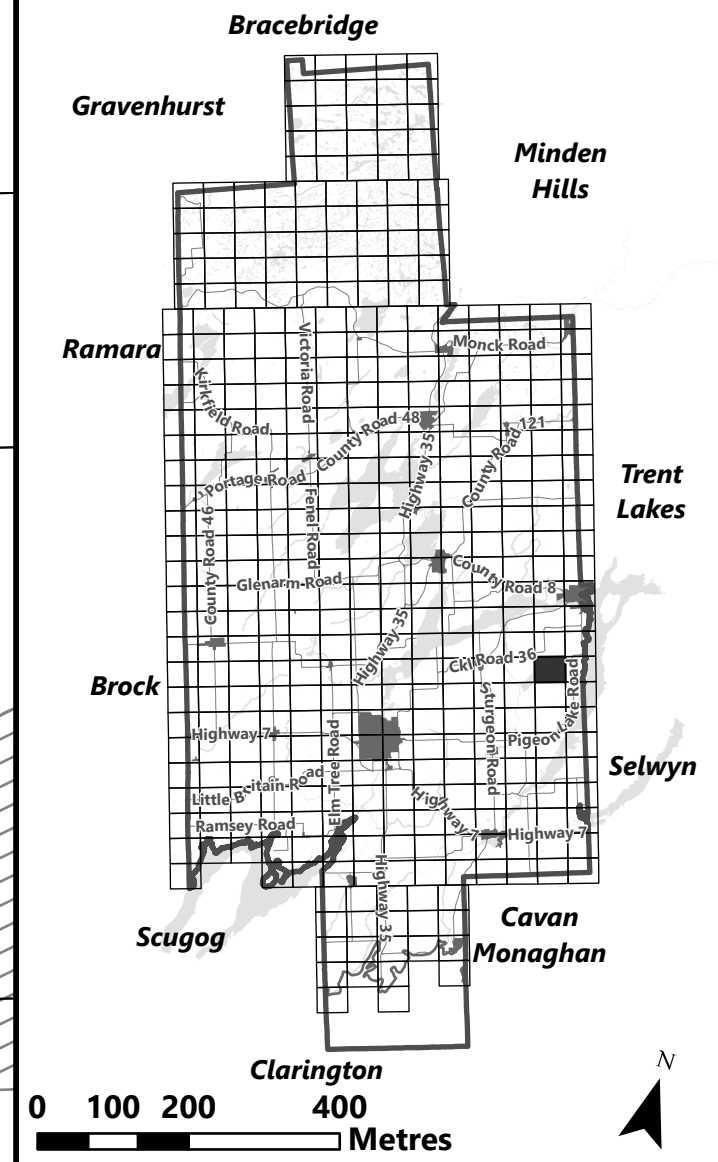 Bracebridge
Gravenhurst
Minden
Hills
Ramara
Victoria Road
Monck Road
Kirkfield Road
County Road 48
Highway 35
County Road 121
Portage Road
Trent
Lakes
Fenel Road
County Road 46
Glenarm Road
County Road 8
Highway 35
Ckl Road 36
Brock
Sturgeon Road
Pigeon Lake Road
Highway 7
Elm Tree Road
Selwyn
Little Britain Road
Highway 7
Ramsey Road
Highway 7
Highway 35
Scugog
Cavan
Monaghan
Clarington
N
0 100 200 400
Metres